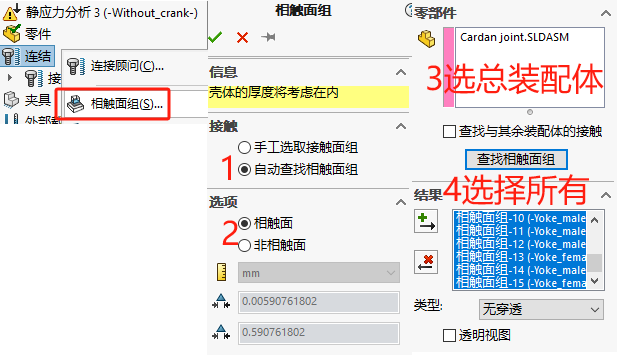 静应力分析 3 (-Without_crank-)
零件
连结
连接顾问(C)...
接
相触面组(S)...
夹具
相触面组
信息
壳体的厚度将考虑在内
接触
手工选取接触面组
1
自动查找相触面组
选项
相触面
2
非相触面
mm
0.00590761802
0.590761802
零部件
Cardan joint.SLDASM
3选总装配体
查找与其余装配体的接触
查找相触面组
4选择所有
结果
相触面组-10 (-Yoke_male
相触面组-11 (-Yoke_male
相触面组-12 (-Yoke_male
相触面组-13 (-Yoke_fema
相触面组-14 (-Yoke_male
相触面组-15 (-Yoke_fema
类型:
无穿透
透明视图